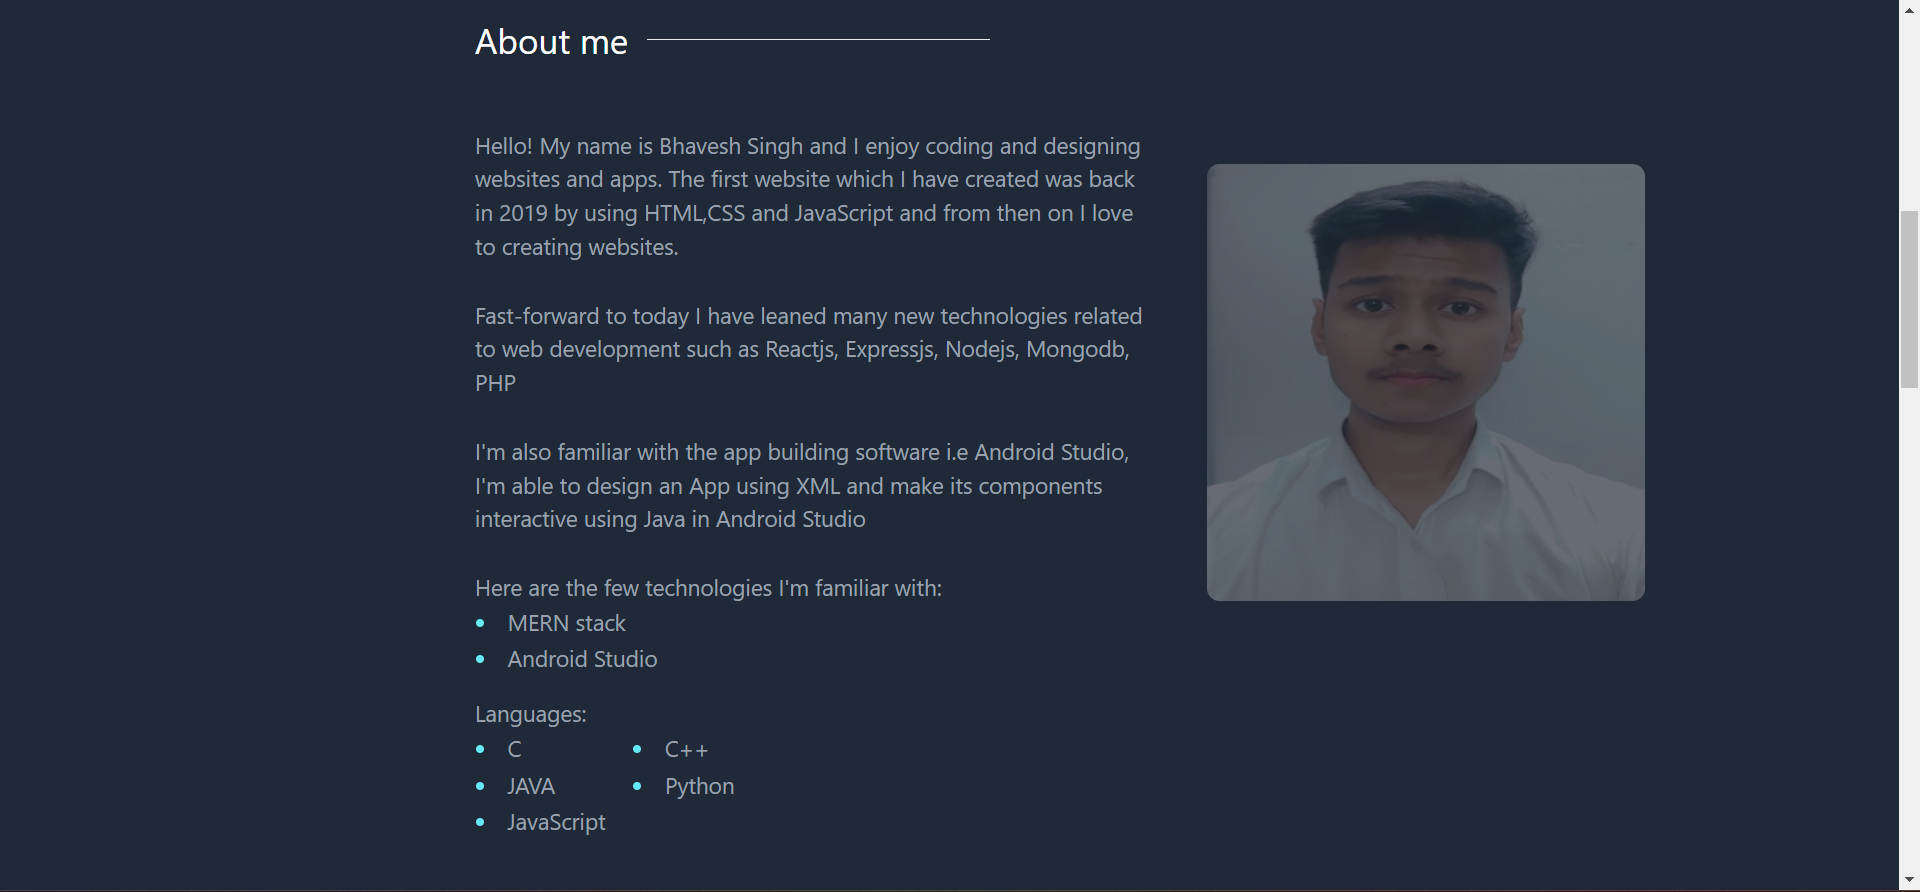 About me
Hello! My name is Bhavesh Singh and I enjoy coding and designing
websites and apps. The first website which I have created was back
in 2019 by using HTML,CSS and JavaScript and from then on I love
to creating websites.
Fast-forward to today I have leaned many new technologies related
to web development such as Reactjs, Expressjs, Nodejs, Mongodb,
PHP
I'm also familiar with the app building software i.e Android Studio,
I'm able to design an App using XML and make its components
interactive using Java in Android Studio
Here are the few technologies I'm familiar with:
MERN stack
Android Studio
Languages:
C
C++
JAVA
Python
JavaScript